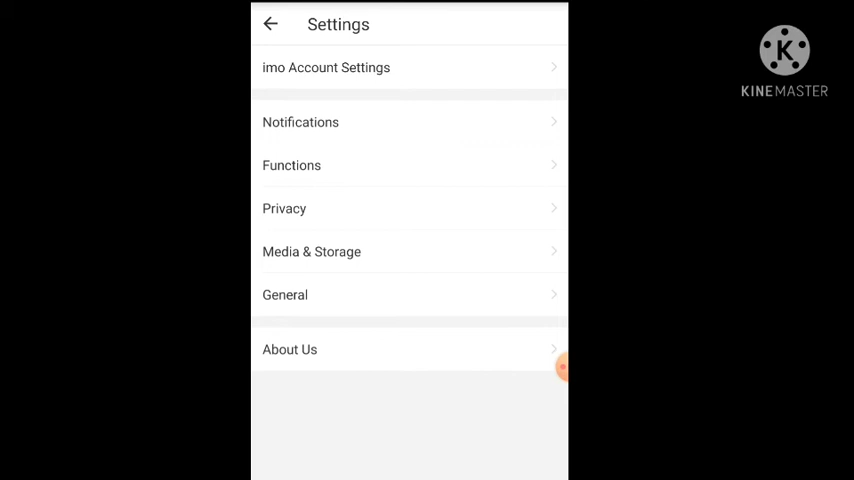 Settings
imo Account Settings
Notifications
Functions
Privacy
Media & Storage
General
About Us
K
KINEMASTER